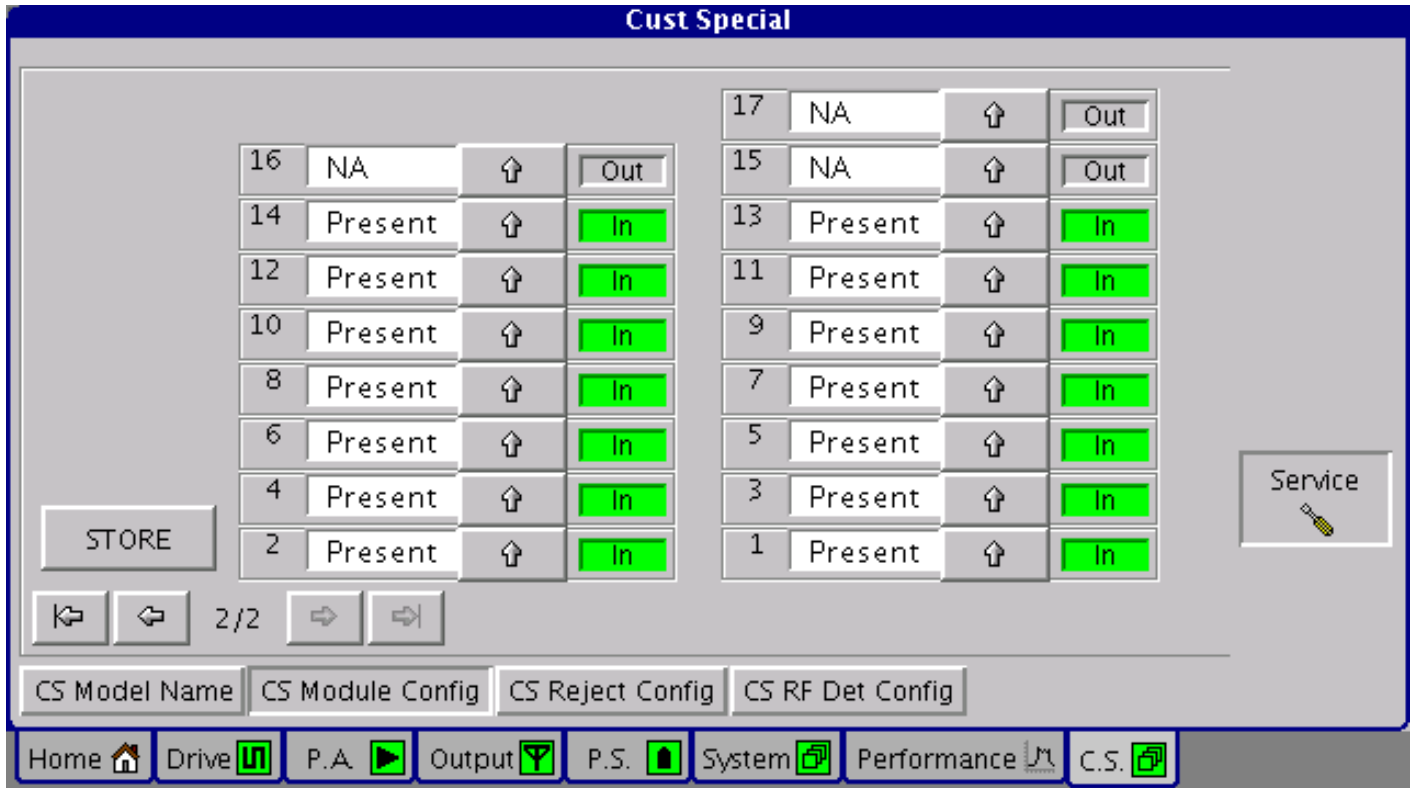 Cust Special
17 NA Out
16 NA Out 15 NA Out
14 Present In 13 Present In
12 Present In 11 Present In
10 Present In 9 Present In
8 Present In 7 Present In
6 Present In 5 Present In
4 Present In 3 Present In
Service
STORE 2 Present In 1 Present In
2/2
CS Model Name CS Module Config CS Reject Config CS RF Det Config
Home Drive P.A. Output P.S. System Performance C.S.